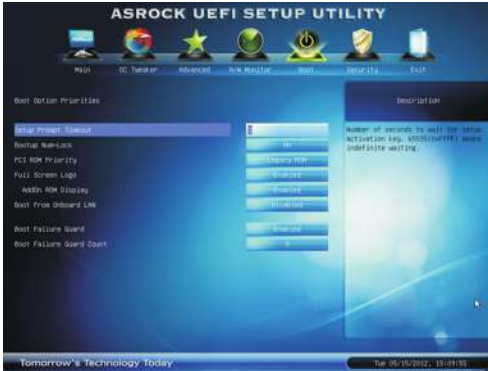 ASROCK UEFI SETUP UTILITY
Main
OC Tweaker
Advanced
H/W Monitor
Boot
Security
Exit
Boot Option Priorities
Description
Setup Prompt Timeout
Number of seconds to wait for setup
activation key. 65535(0xFFFF) means
indefinite waiting.
Bootup Num-Lock
On
PCI ROM Priority
Legacy ROM
Full Screen Logo
Enabled
AddOn ROM Display
Enabled
Boot From Onboard LAN
Disabled
Boot Failure Guard
Enabled
Boot Failure Guard Count
Tomorrow's Technology Today
Tue 05/15/2012, 15:09:55